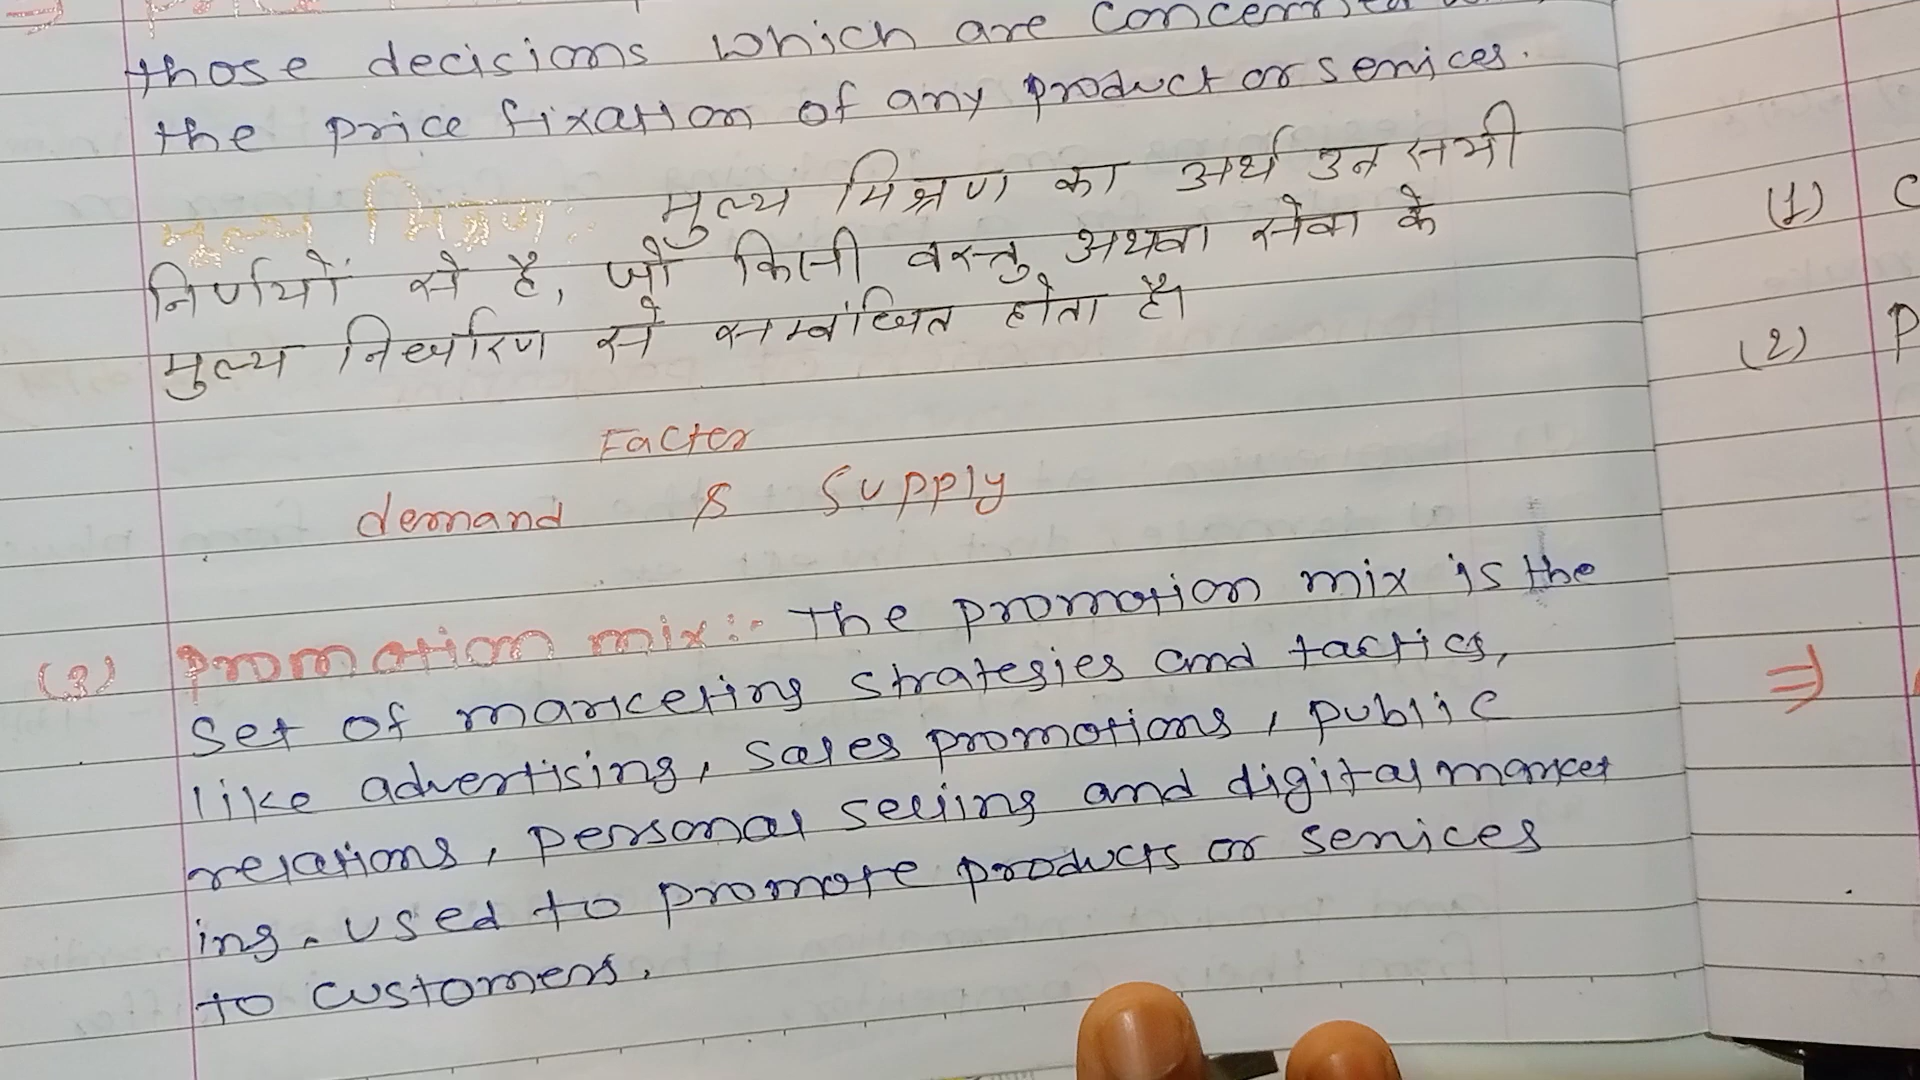 those decisions which are concerned
the price fixation of any product or services.
मुल्य मिश्रण: मुल्य मिश्रण का अर्थ उन सभी
निर्णयों से है, जो किसी वस्तु अथवा सेवा के
मुल्य निर्धारण से सम्बंधित होता है।
Facter
demand & Supply
(3) Promotion mix:- The promotion mix is the
set of marketing strategies and tactics,
like advertising, sales promotions, public
relations, personal selling and digital market
ing. used to promote products or services
to customers.
(1) C
(2) P
⇒